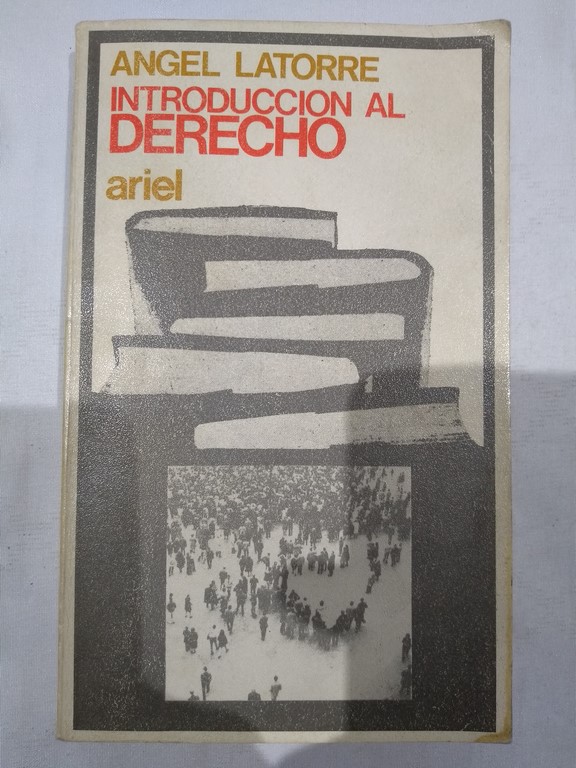 ANGEL LATORRE
INTRODUCCION AL
DERECHO
ariel